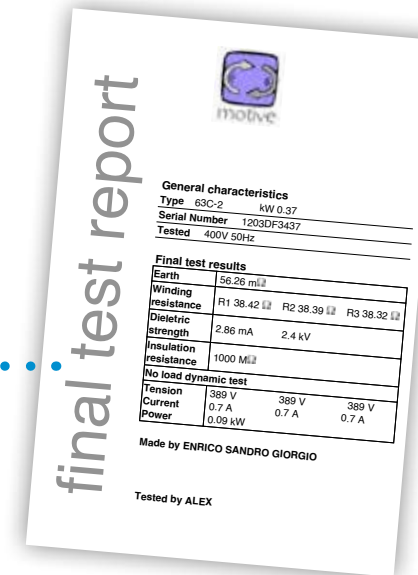 final test report
motive
General characteristics
Type 63C-2 kW 0.37
Serial Number 1203DF3437
Tested 400V 50Hz
Final test results
Earth 56.26 mΩ
Winding resistance R1 38.42 Ω R2 38.39 Ω R3 38.32 Ω
Dieletric strength 2.86 mA 2.4 kV
Insulation resistance 1000 MΩ
No load dynamic test
Tension 389 V 389 V 389 V
Current 0.7 A 0.7 A 0.7 A
Power 0.09 kW
Made by ENRICO SANDRO GIORGIO
Tested by ALEX